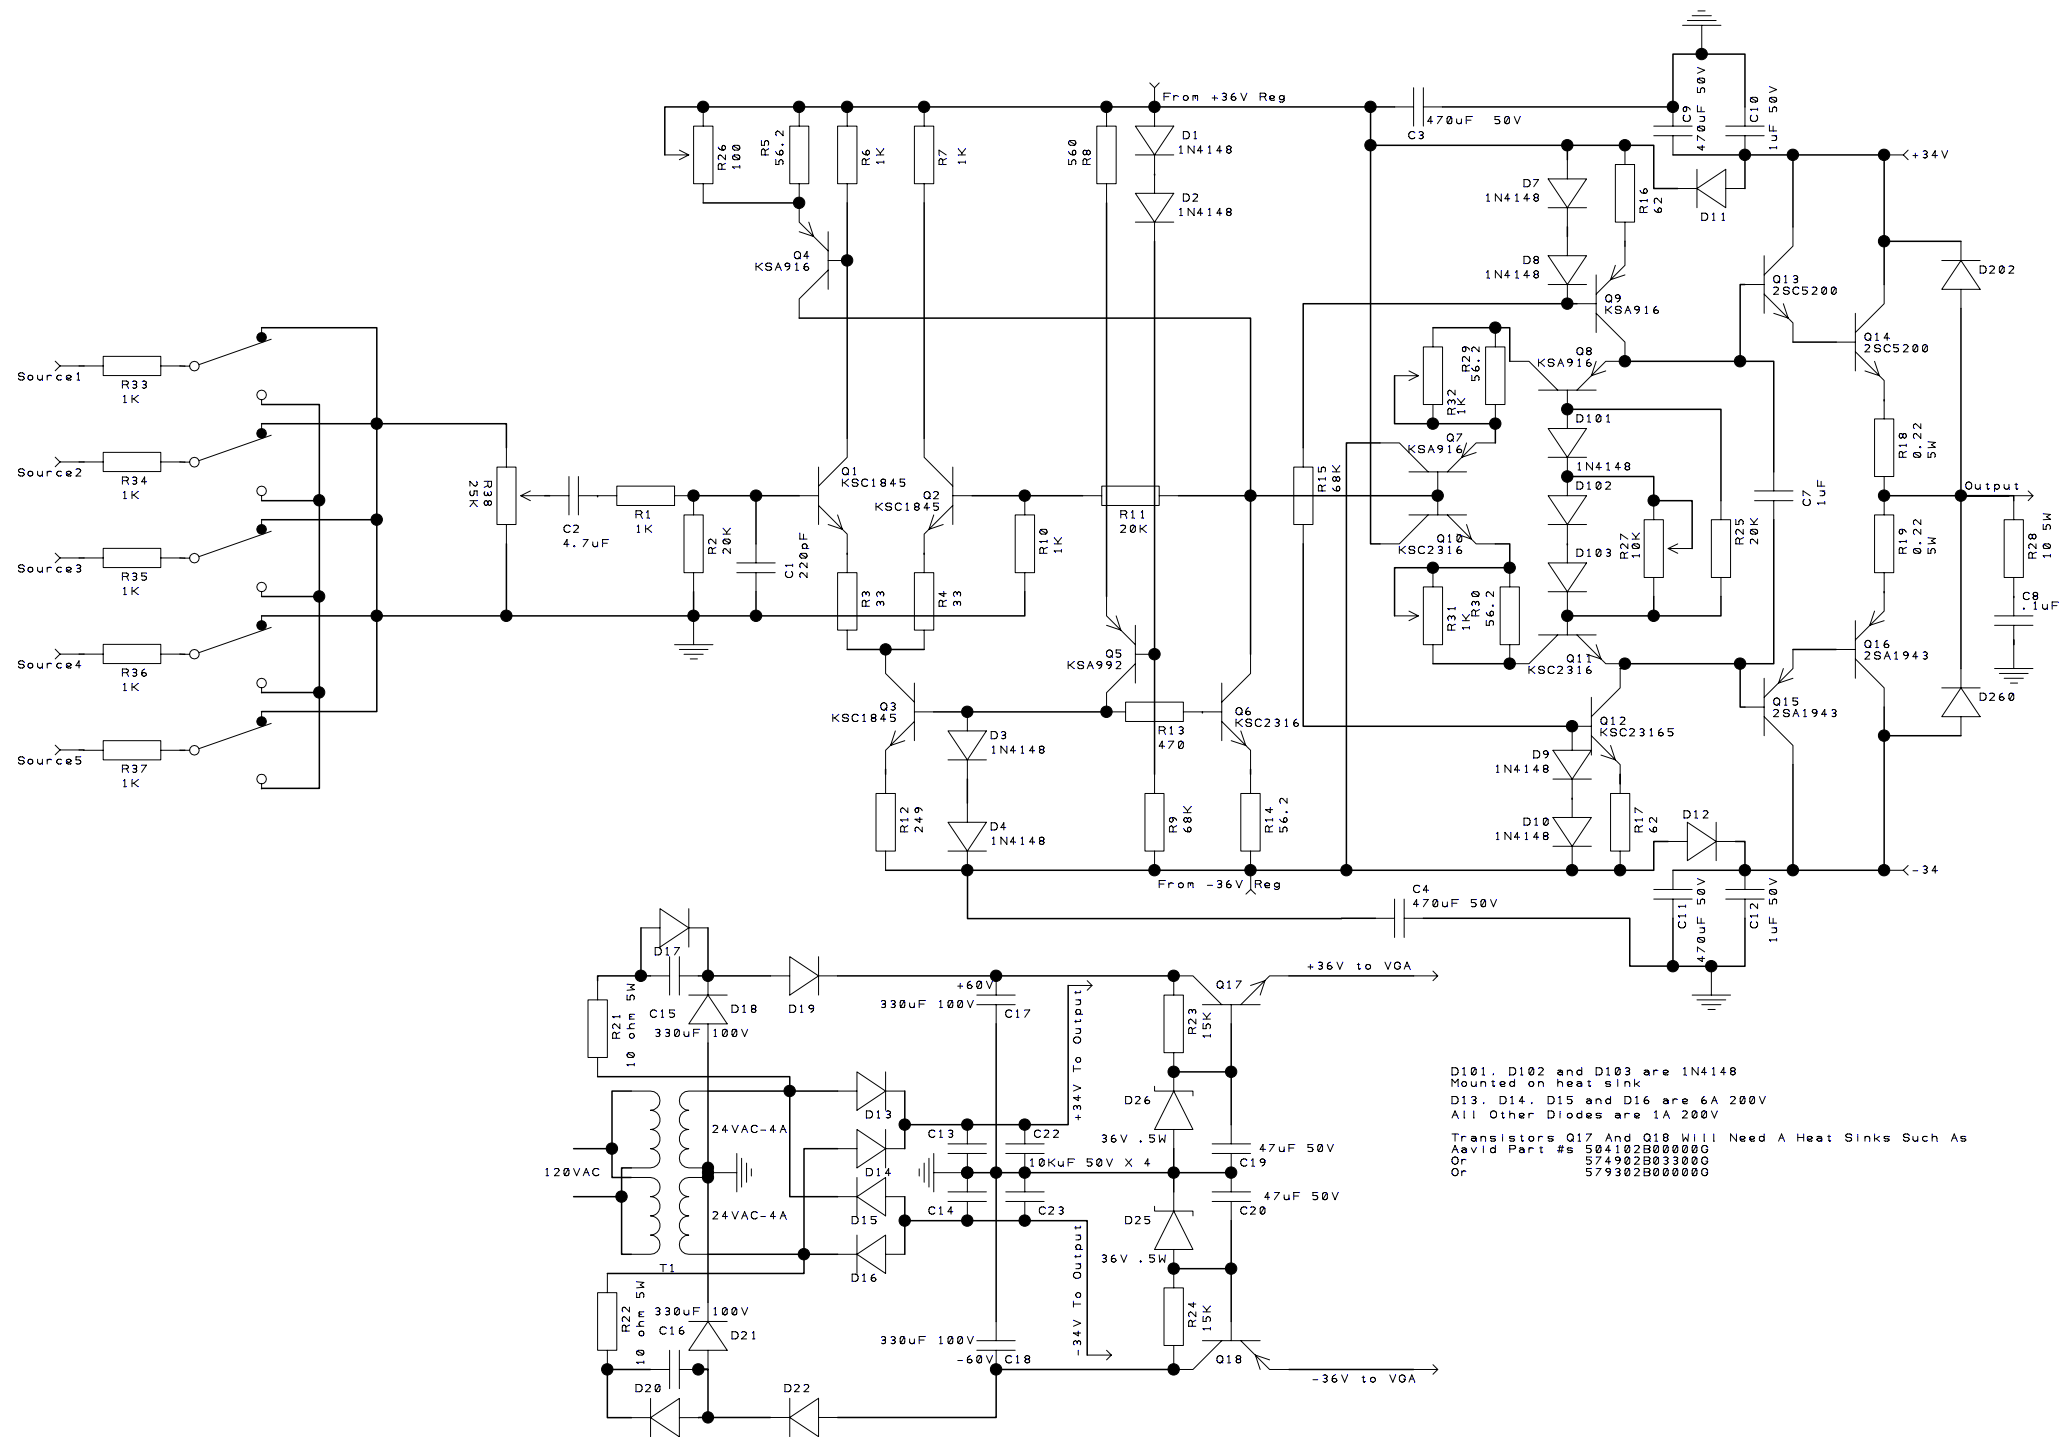 From +36V Reg
470uF 50V
C3
C9
470uF 50V
C10
1uF 50V
+34V
R26
100
R5
56.2
R6
1K
R7
1K
560
R8
D1
1N4148
D2
1N4148
D7
1N4148
R16
62
D11
Q4
KSA916
D8
1N4148
Q9
KSA916
Q13
2SC5200
D202
Q14
2SC5200
Source1
R33
1K
Source2
R34
1K
Source3
R35
1K
Source4
R36
1K
Source5
R37
1K
R38
25K
C2
4.7uF
R1
1K
R2
20K
C1
220pF
Q1
KSC1845
Q2
KSC1845
R3
33
R4
33
R10
1K
R11
20K
R15
68K
R32
1K
R29
56.2
Q8
KSA916
Q7
KSA916
D101
1N4148
D102
D103
Q10
KSC2316
R31
1K
R30
56.2
R27
10K
R25
20K
C7
1uF
R18
0.22
5W
Output
R19
0.22
5W
R28
10 5W
C8
.1uF
Q11
KSC2316
Q5
KSA992
Q3
KSC1845
D3
1N4148
R13
470
Q6
KSC2316
Q12
KSC23165
Q15
2SA1943
Q16
2SA1943
D260
D9
1N4148
D10
1N4148
R12
249
D4
1N4148
R9
68K
R14
56.2
R17
62
D12
From -36V Reg
-34
C4
470uF 50V
C11
470uF 50V
C12
1uF 50V
D17
C15
330uF 100V
D18
D19
R21
10 ohm 5W
+60V
330uF 100V
C17
+34V To Output
R23
15K
Q17
+36V to VGA
24VAC-4A
120VAC
24VAC-4A
T1
D13
D14
D15
D16
C13
C22
10KuF 50V X 4
C14
C23
D26
36V .5W
47uF 50V
C19
D25
36V .5W
47uF 50V
C20
-34V To Output
R22
10 ohm 5W
330uF 100V
C16
D21
D20
D22
330uF 100V
-60V
C18
R24
15K
Q18
-36V to VGA
D101. D102 and D103 are 1N4148
Mounted on heat sink
D13. D14. D15 and D16 are 6A 200V
All Other Diodes are 1A 200V
Transistors Q17 And Q18 Will Need A Heat Sinks Such As
Aavid Part #s 504102B00000G
Or 574902B03300G
Or 579302B00000G